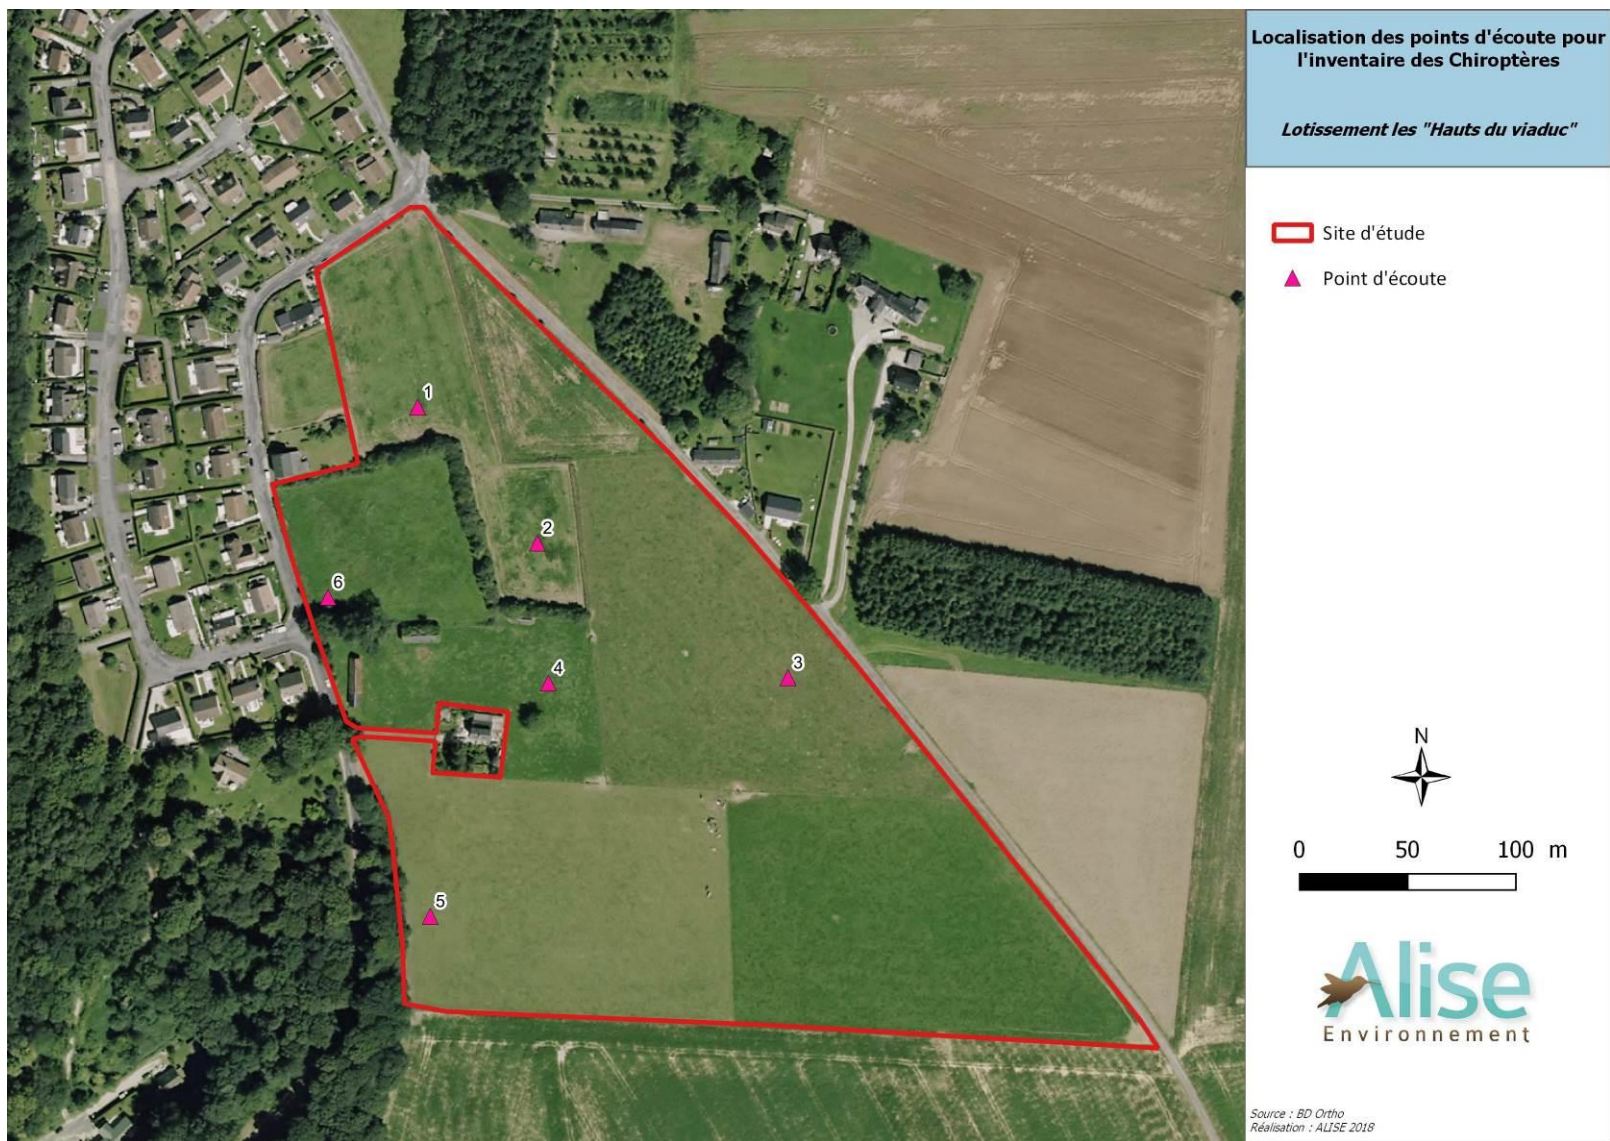 Localisation des points d'écoute pour
l'inventaire des Chiroptères
Lotissement les "Hauts du viaduc"
Site d'étude
Point d'écoute
1
2
6
4
3
5
N
0 50 100 m
Alise
Environnement
Source : BD Ortho
Réalisation : ALISE 2018